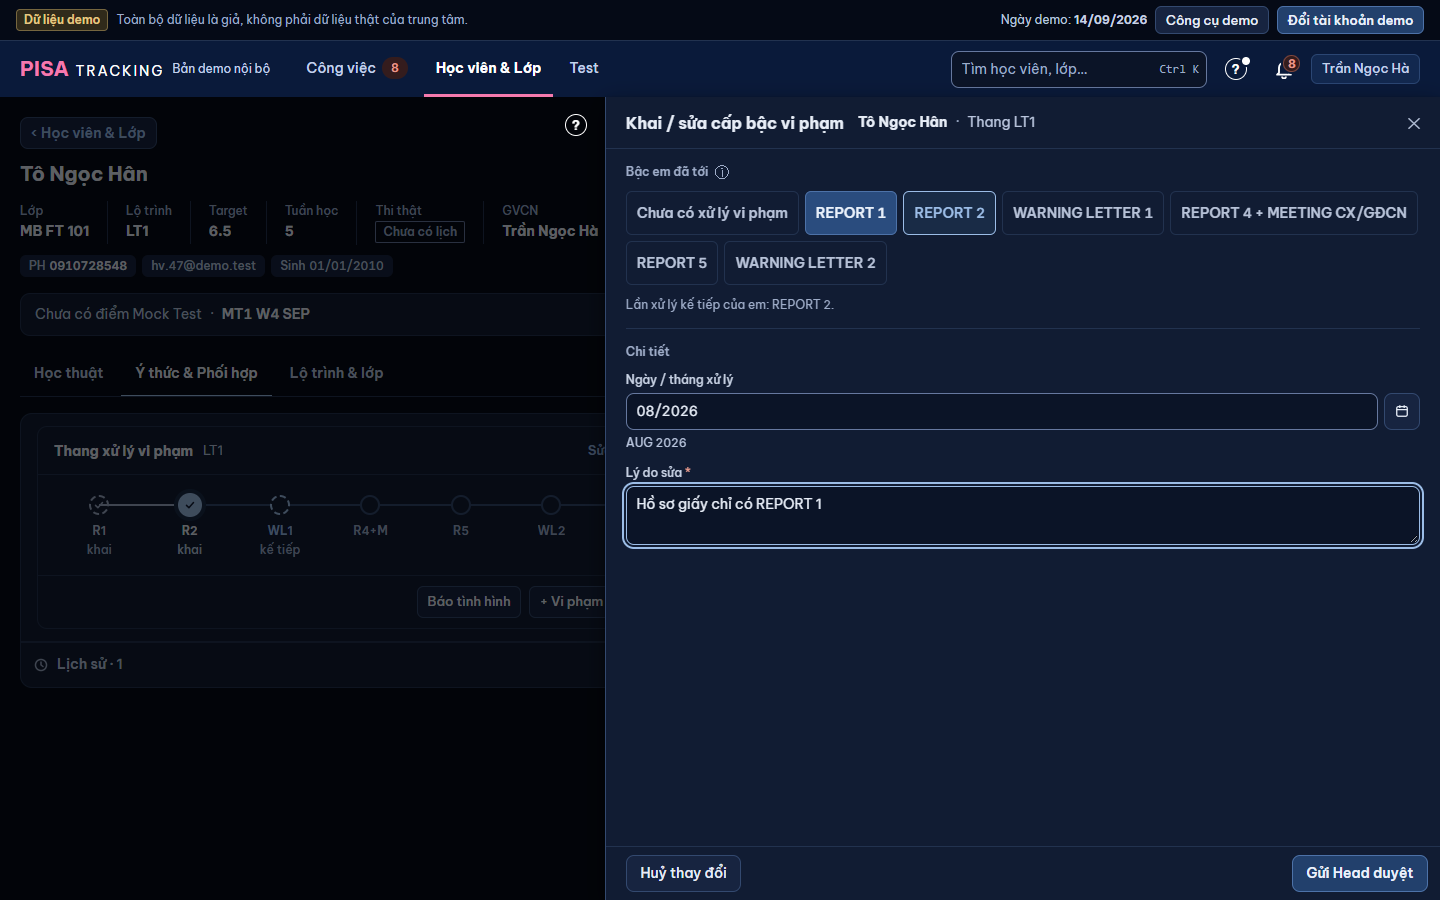 Dữ liệu demo Toàn bộ dữ liệu là giả, không phải dữ liệu thật của trung tâm. Ngày demo: 14/09/2026 Công cụ demo Đổi tài khoản demo
PISA TRACKING Bản demo nội bộ Công việc 8 Học viên & Lớp Test Tìm học viên, lớp... Ctrl K ? 8 Trần Ngọc Hà
‹ Học viên & Lớp ?
Tô Ngọc Hân
Lớp Lộ trình Target Tuần học Thi thật GVCN
MB FT 101 LT1 6.5 5 Chưa có lịch Trần Ngọc Hà
PH 0910728548 hv.47@demo.test Sinh 01/01/2010
Chưa có điểm Mock Test · MT1 W4 SEP
Học thuật Ý thức & Phối hợp Lộ trình & lớp
Thang xử lý vi phạm LT1 Sử
R1 R2 WL1 R4+M R5 WL2
khai khai kế tiếp
Báo tình hình + Vi phạm
Lịch sử · 1
Khai / sửa cấp bậc vi phạm Tô Ngọc Hân · Thang LT1
Bậc em đã tới
Chưa có xử lý vi phạm REPORT 1 REPORT 2 WARNING LETTER 1 REPORT 4 + MEETING CX/GĐCN
REPORT 5 WARNING LETTER 2
Lần xử lý kế tiếp của em: REPORT 2.
Chi tiết
Ngày / tháng xử lý
08/2026
AUG 2026
Lý do sửa *
Hồ sơ giấy chỉ có REPORT 1
Huỷ thay đổi Gửi Head duyệt